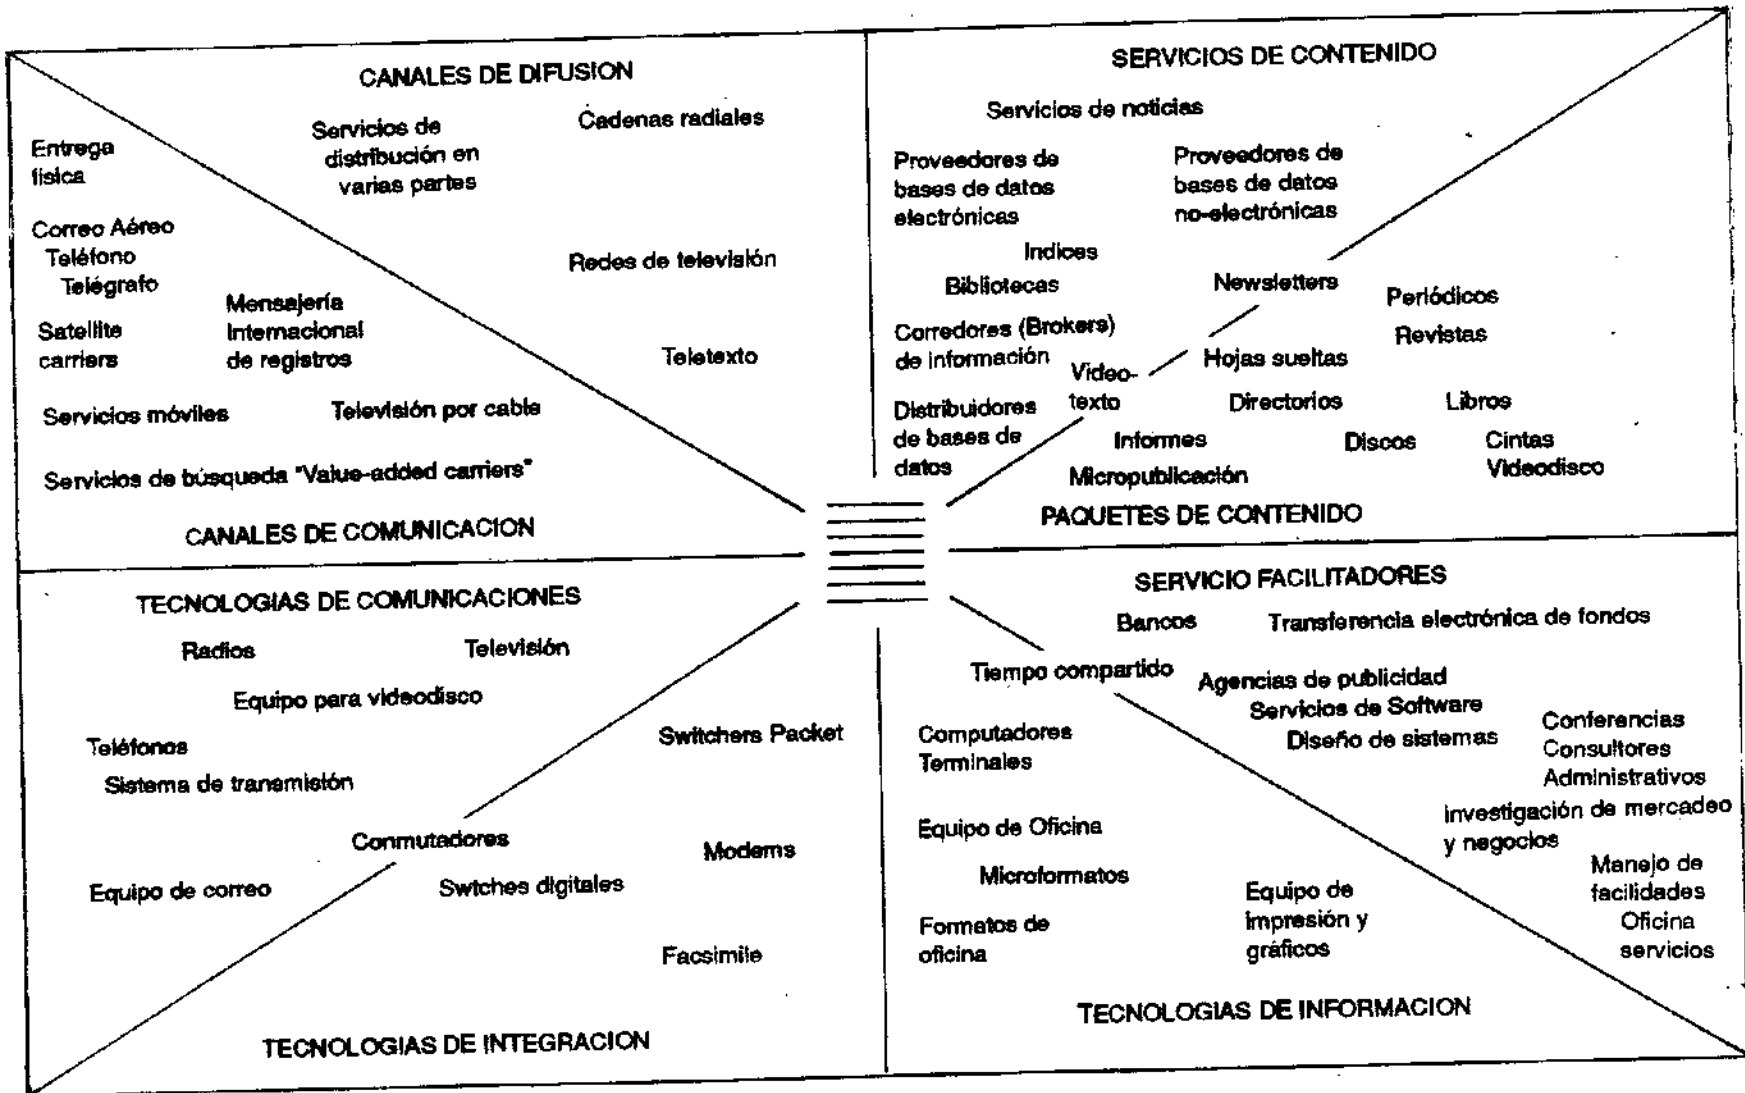 CANALES DE DIFUSION
Entrega
física
Servicios de
distribución en
varias partes
Cadenas radiales
Correo Aéreo
Teléfono
Telégrafo
Redes de televisión
Mensajería
Internacional
de registros
Satellite
carriers
Teletexto
Servicios móviles
Televisión por cable
Servicios de búsqueda "Value-added carriers"
CANALES DE COMUNICACION
SERVICIOS DE CONTENIDO
Servicios de noticias
Proveedores de
bases de datos
electrónicas
Proveedores de
bases de datos
no-electrónicas
Indices
Bibliotecas
Newsletters
Periódicos
Revistas
Corredores (Brokers)
de información
Video-
texto
Hojas sueltas
Distribuidores
de bases de
datos
Directorios
Libros
Informes
Discos
Cintas
Videodisco
Micropublicación
PAQUETES DE CONTENIDO
TECNOLOGIAS DE COMUNICACIONES
Radios
Televisión
Equipo para videodisco
Teléfonos
Sistema de transmistón
Switchers Packet
Conmutadores
Modems
Equipo de correo
Swtches digitales
Facsimile
TECNOLOGIAS DE INTEGRACION
SERVICIO FACILITADORES
Bancos
Transferencia electrónica de fondos
Tiempo compartido
Agencias de publicidad
Servicios de Software
Diseño de sistemas
Conferencias
Consultores
Administrativos
Computadores
Terminales
Investigación de mercadeo
y negocios
Equipo de Oficina
Microformatos
Manejo de
facilidades
Oficina
servicios
Formatos de
oficina
Equipo de
impresión y
gráficos
TECNOLOGIAS DE INFORMACION